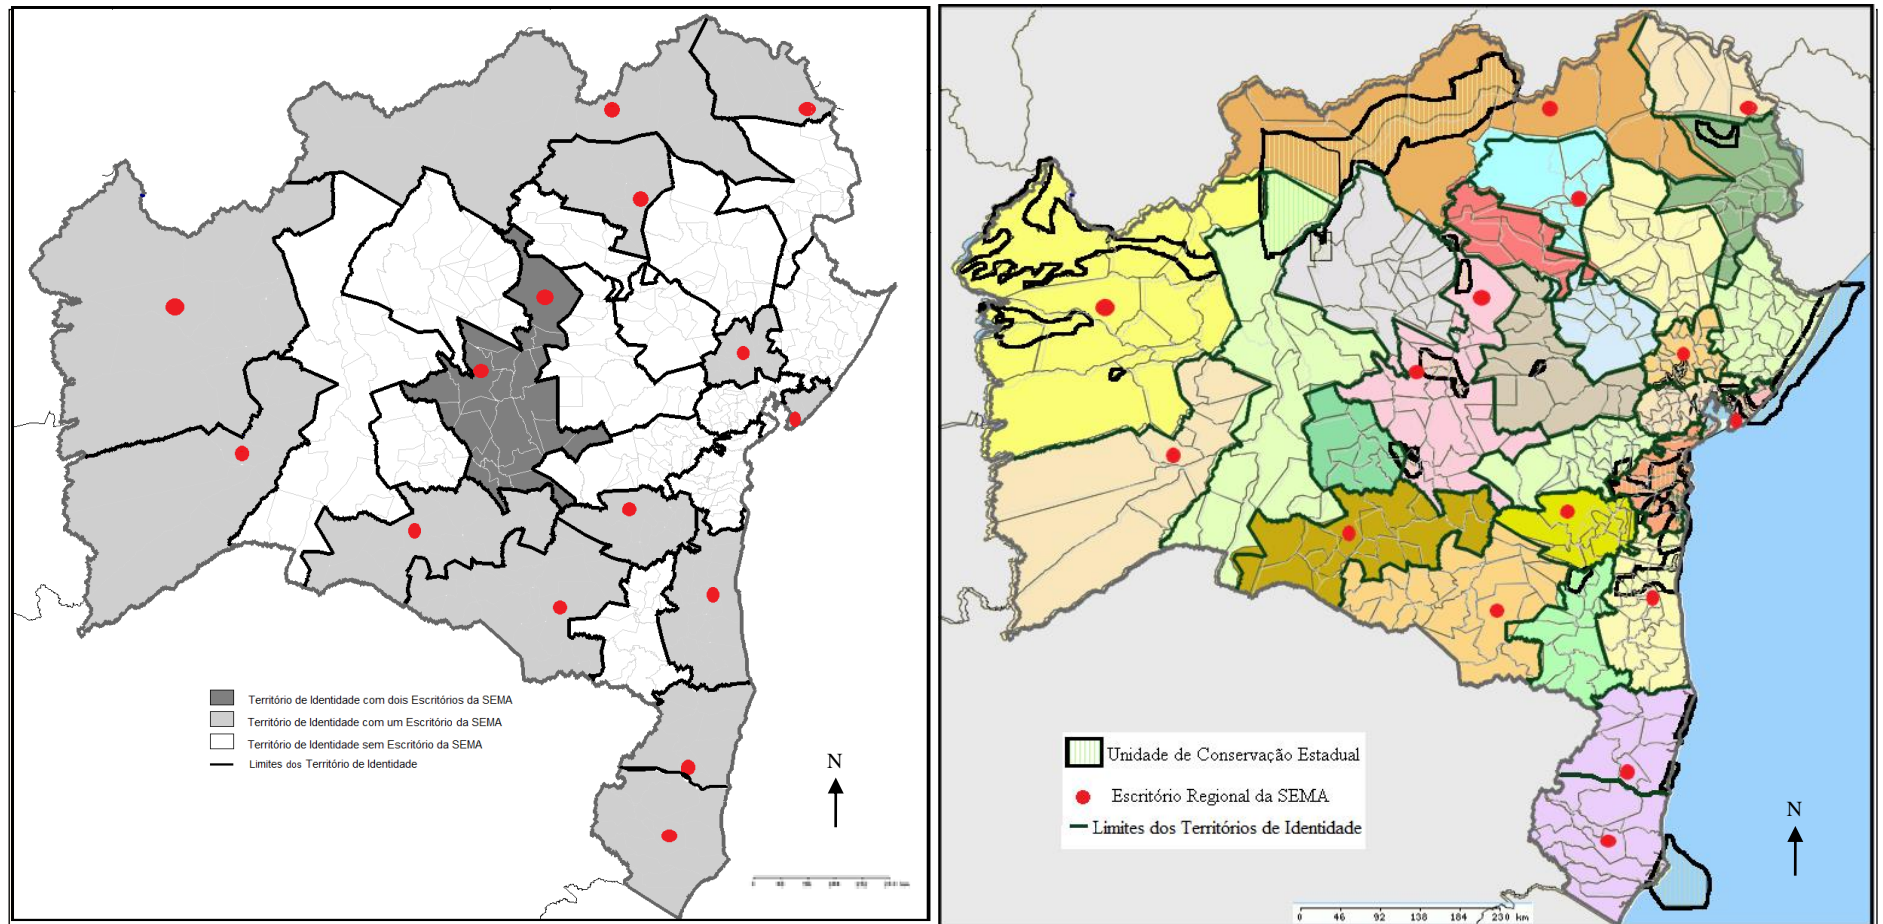 Território de Identidade com dois Escritórios da SEMA
Território de Identidade com um Escritório da SEMA
Território de Identidade sem Escritório da SEMA
Limites dos Território de Identidade
N
Unidade de Conservação Estadual
Escritório Regional da SEMA
Limites dos Territórios de Identidade
N
0 46 92 138 184 230 km